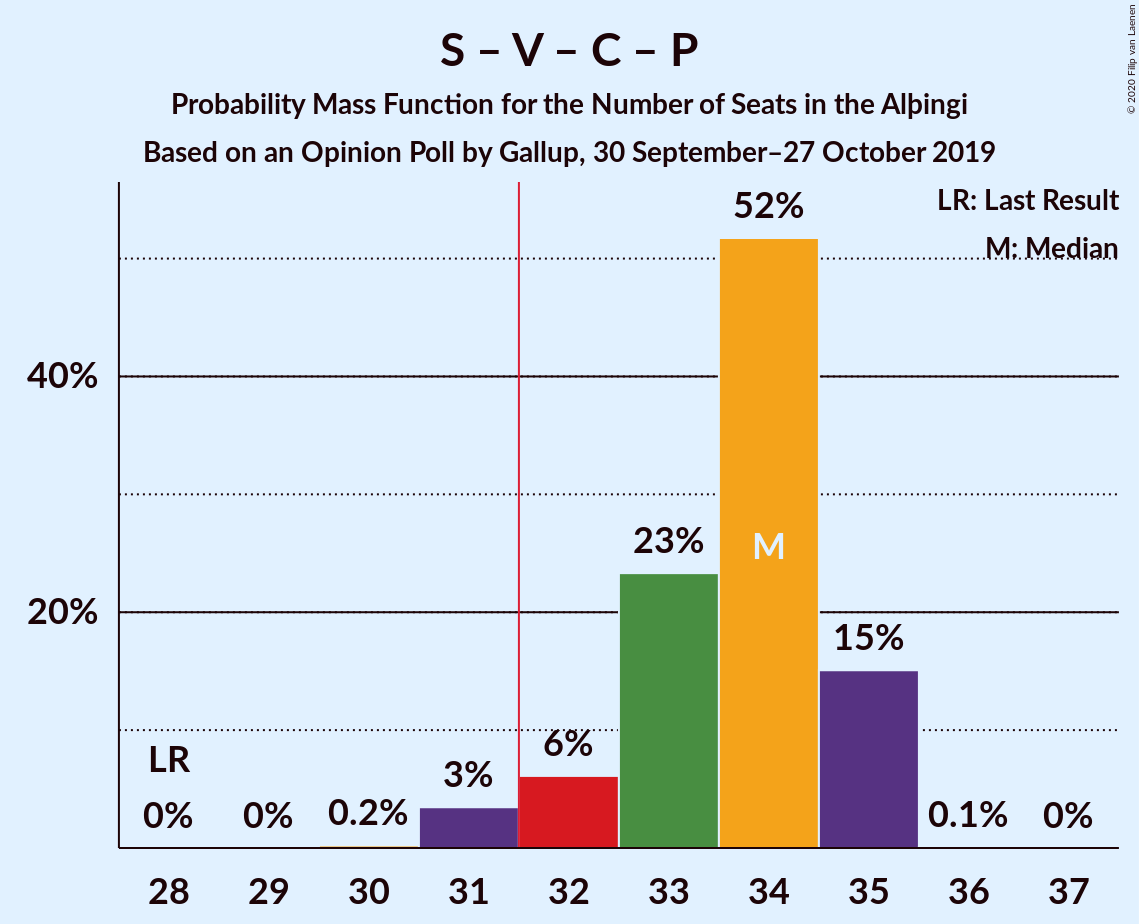 S – V – C – P
Probability Mass Function for the Number of Seats in the Alþingi
Based on an Opinion Poll by Gallup, 30 September–27 October 2019
© 2020 Filip van Laenen
LR: Last Result
M: Median
52%
40%
23%
M
20%
15%
LR
6%
3%
0%
0%
0.2%
0.1%
0%
28
29
30
31
32
33
34
35
36
37